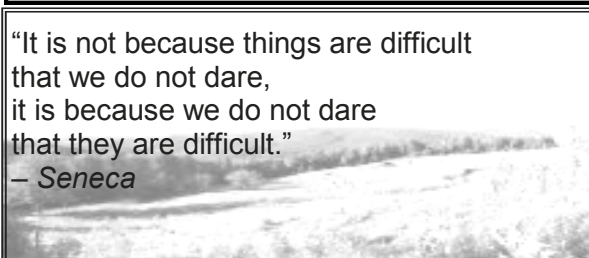 “It is not because things are difficult
that we do not dare,
it is because we do not dare
that they are difficult.”
– Seneca